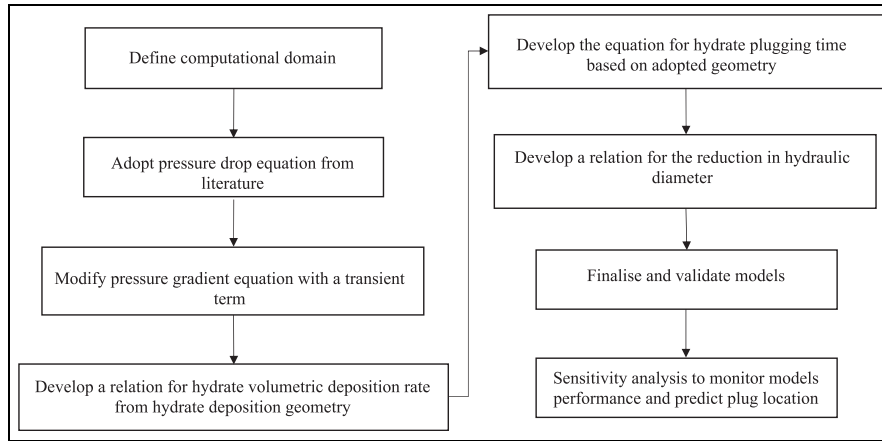 Define computational domain
Adopt pressure drop equation from
literature
Modify pressure gradient equation with a transient
term
Develop a relation for hydrate volumetric deposition rate
from hydrate deposition geometry
Develop the equation for hydrate plugging time
based on adopted geometry
Develop a relation for the reduction in hydraulic
diameter
Finalise and validate models
Sensitivity analysis to monitor models
performance and predict plug location